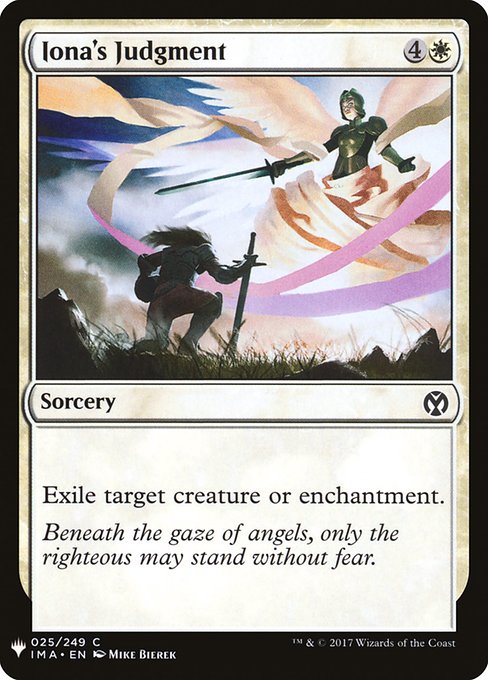 Iona's Judgment 4
Sorcery
Exile target creature or enchantment.
Beneath the gaze of angels, only the
righteous may stand without fear.
025/249 C
IMA • EN Mike Bierek
™ & © 2017 Wizards of the Coast